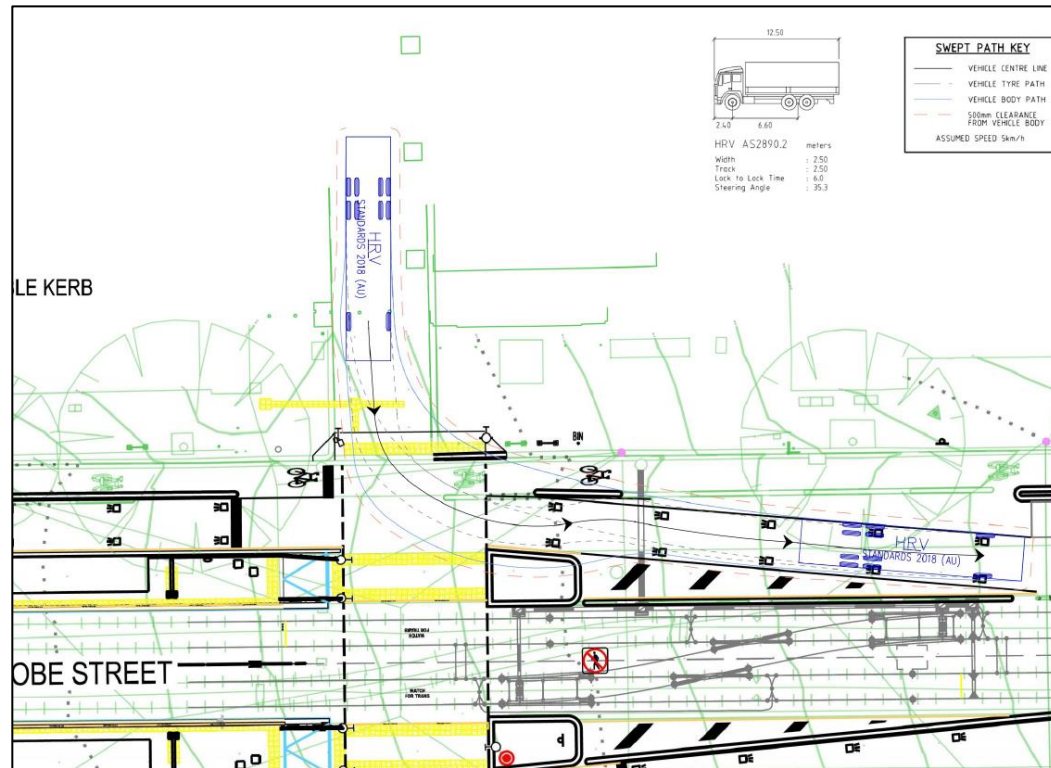 12.50
2.40
6.60
HRV AS2890.2 meters
Width : 2.50
Track : 2.50
Lock to Lock Time : 6.0
Steering Angle : 35.3
SWEPT PATH KEY
VEHICLE CENTRE LINE
VEHICLE TYRE PATH
VEHICLE BODY PATH
500mm CLEARANCE
FROM VEHICLE BODY
ASSUMED SPEED 5km/h
HRV
STANDARDS 2018 (AU)
LE KERB
BIN
P
HRV
STANDARDS 2018 (AU)
WATCH
FOR TRAMS
OBE STREET
WATCH
FOR TRAMS
P